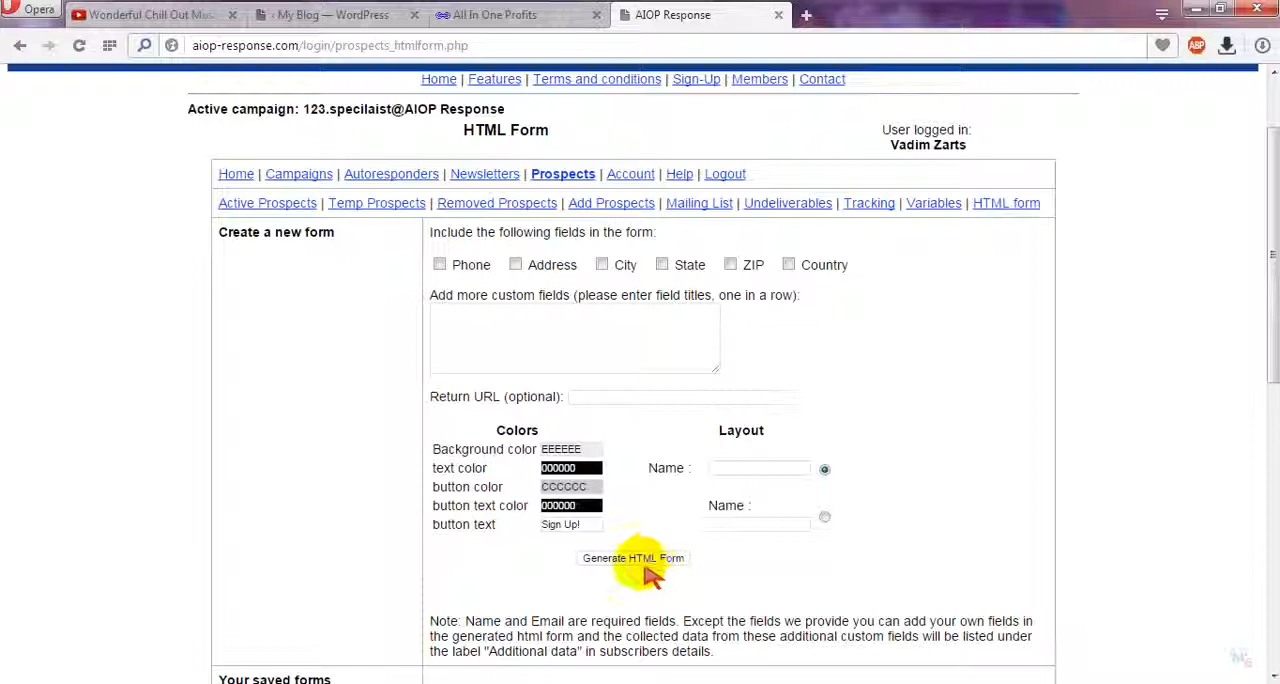 Opera
Wonderful Chill Out Mus
My Blog — WordPress
All In One Profits
AIOP Response
aiop-response.com/login/prospects_htmlform.php
ABP
Home | Features | Terms and conditions | Sign-Up | Members | Contact
Active campaign: 123.specilaist@AIOP Response
HTML Form
User logged in:
Vadim Zarts
Home | Campaigns | Autoresponders | Newsletters | Prospects | Account | Help | Logout
Active Prospects | Temp Prospects | Removed Prospects | Add Prospects | Mailing List | Undeliverables | Tracking | Variables | HTML form
Create a new form
Include the following fields in the form:
Phone Address City State ZIP Country
Add more custom fields (please enter field titles, one in a row):
Return URL (optional):
Colors Layout
Background color EEEEEE
text color 000000 Name :
button color CCCCCC
button text color 000000 Name :
button text Sign Up!
Generate HTML Form
Note: Name and Email are required fields. Except the fields we provide you can add your own fields in
the generated html form and the collected data from these additional custom fields will be listed under
the label "Additional data" in subscribers details.
Your saved forms